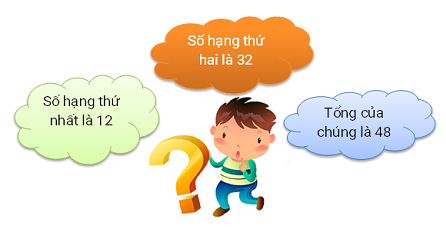 Số hạng thứ
hai là 32
Số hạng thứ
nhất là 12
Tổng của
chúng là 48